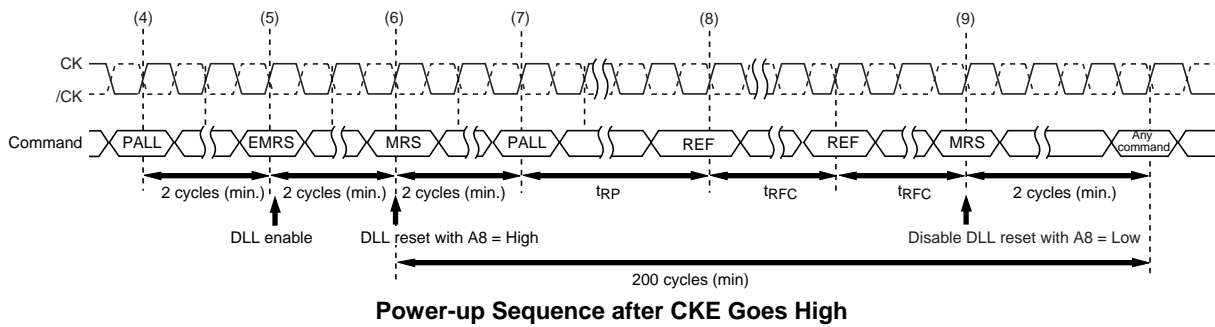 (4) (5) (6) (7) (8) (9)
CK
/CK
Command PALL EMRS MRS PALL REF REF MRS Any command
2 cycles (min.) 2 cycles (min.) 2 cycles (min.) tRP tRFC tRFC 2 cycles (min.)
DLL enable DLL reset with A8 = High Disable DLL reset with A8 = Low
200 cycles (min)
Power-up Sequence after CKE Goes High